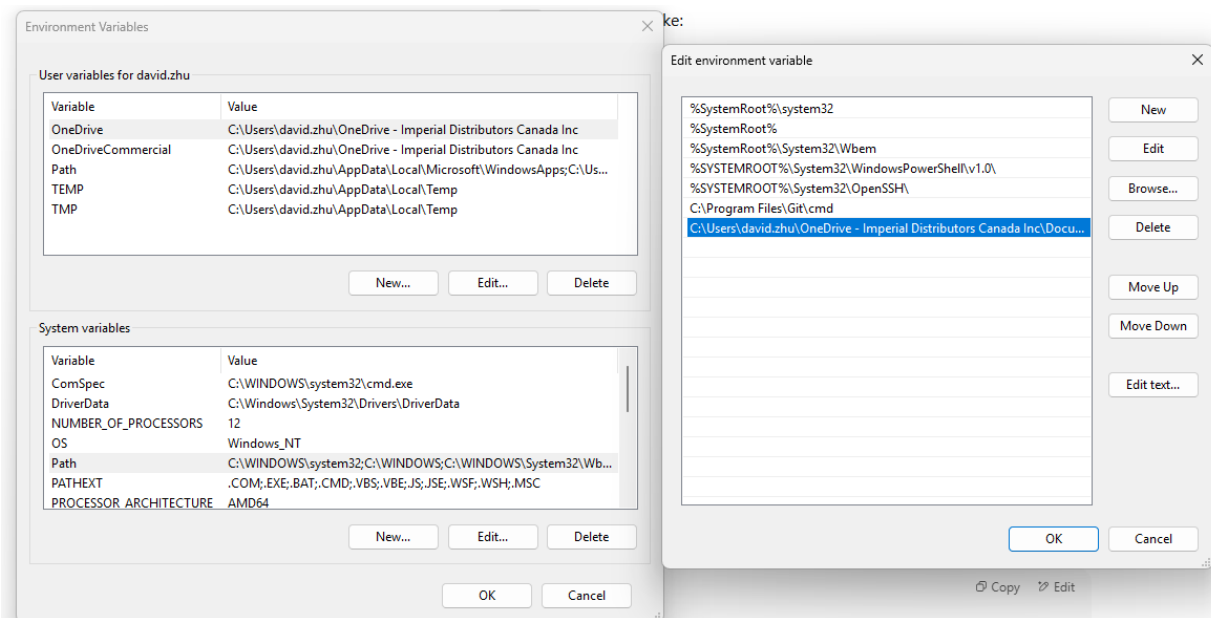 ke:
Environment Variables
User variables for david.zhu
Variable Value
OneDrive C:\Users\david.zhu\OneDrive - Imperial Distributors Canada Inc
OneDriveCommercial C:\Users\david.zhu\OneDrive - Imperial Distributors Canada Inc
Path C:\Users\david.zhu\AppData\Local\Microsoft\WindowsApps;C:\Us...
TEMP C:\Users\david.zhu\AppData\Local\Temp
TMP C:\Users\david.zhu\AppData\Local\Temp
New... Edit... Delete
System variables
Variable Value
ComSpec C:\WINDOWS\system32\cmd.exe
DriverData C:\Windows\System32\Drivers\DriverData
NUMBER_OF_PROCESSORS 12
OS Windows_NT
Path C:\WINDOWS\system32;C:\WINDOWS;C:\WINDOWS\System32\Wb...
PATHEXT .COM;.EXE;.BAT;.CMD;.VBS;.VBE;.JS;.JSE;.WSF;.WSH;.MSC
PROCESSOR_ARCHITECTURE AMD64
New... Edit... Delete
OK Cancel
Edit environment variable
%SystemRoot%\system32
%SystemRoot%
%SystemRoot%\System32\Wbem
%SYSTEMROOT%\System32\WindowsPowerShell\v1.0\
%SYSTEMROOT%\System32\OpenSSH\
C:\Program Files\Git\cmd
C:\Users\david.zhu\OneDrive - Imperial Distributors Canada Inc\Docu...
New
Edit
Browse...
Delete
Move Up
Move Down
Edit text...
OK Cancel
Copy Edit